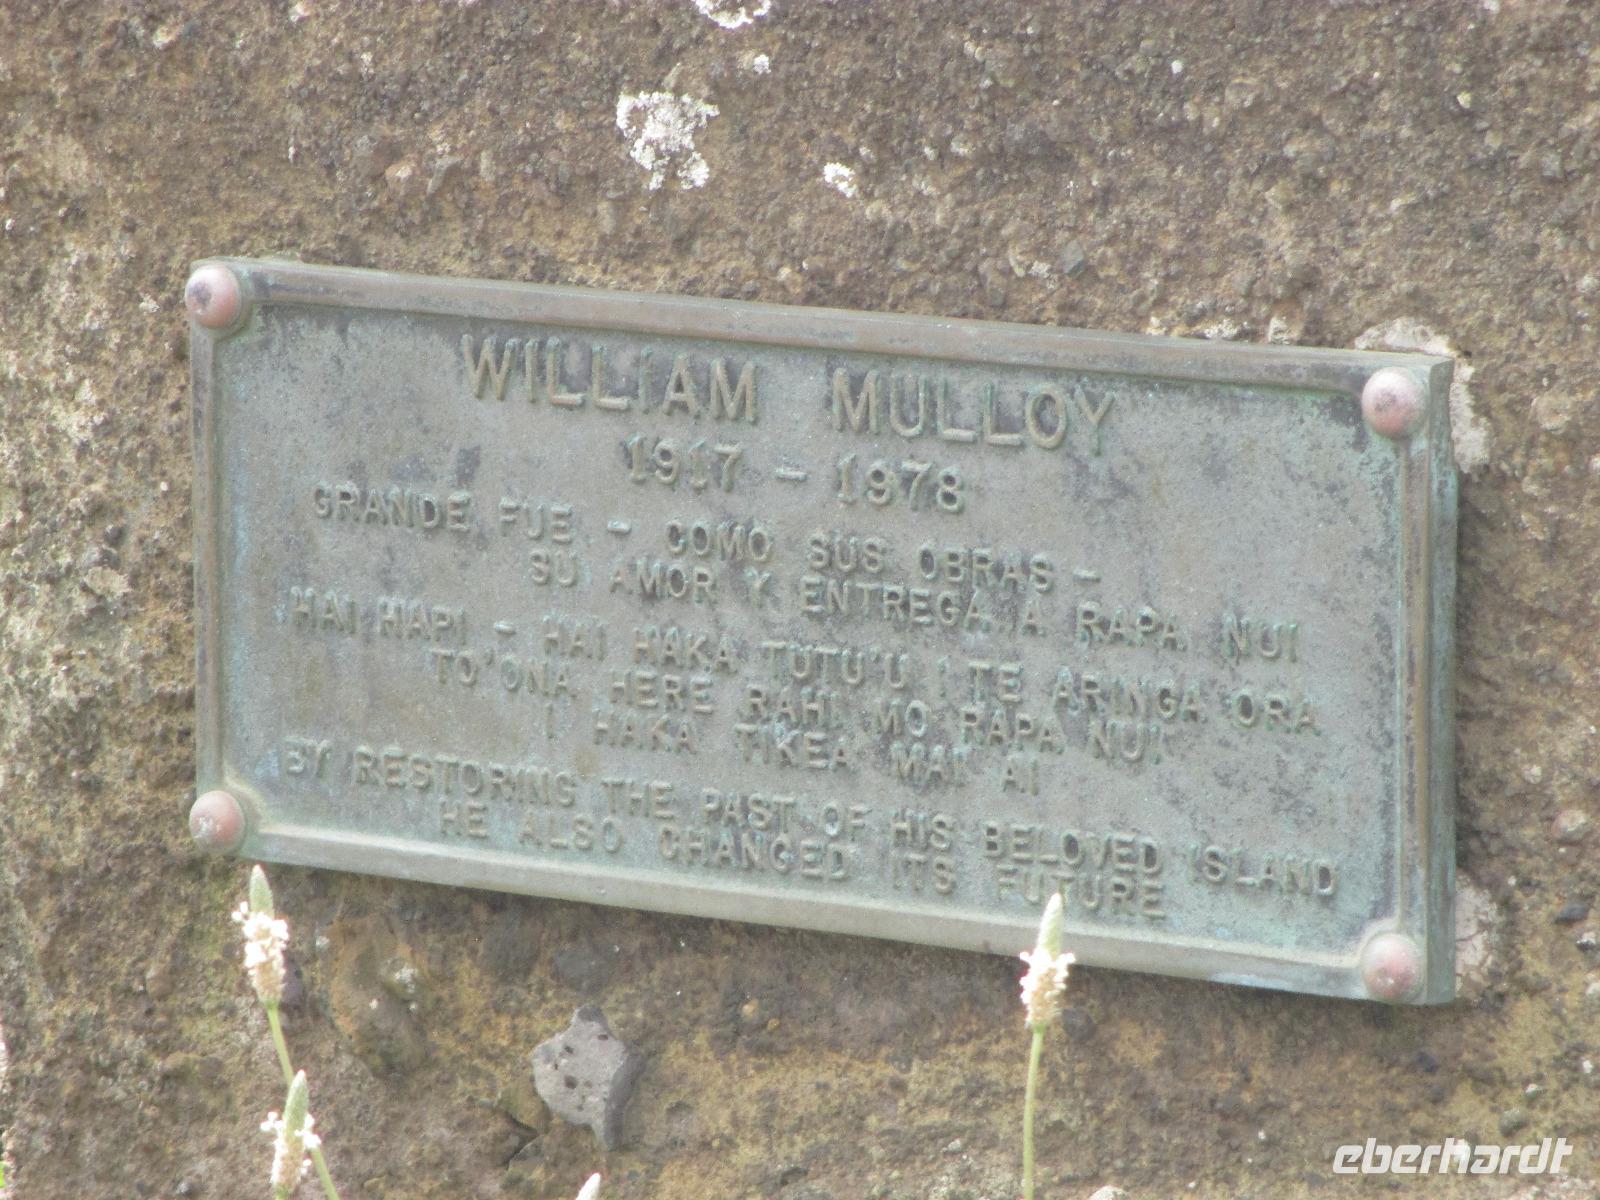 WILLIAM MULLOY
1917 - 1978
GRANDE FUE - COMO SUS OBRAS -
SU AMOR Y ENTREGA A RAPA NUI
HAI HAPI - HAI HAKA TUTU'U I TE ARINGA ORA
TO'ONA HERE RAHI MO RAPA NUI
I HAKA TIKEA MAI AI
BY RESTORING THE PAST OF HIS BELOVED ISLAND
HE ALSO CHANGED ITS FUTURE
eberhardt